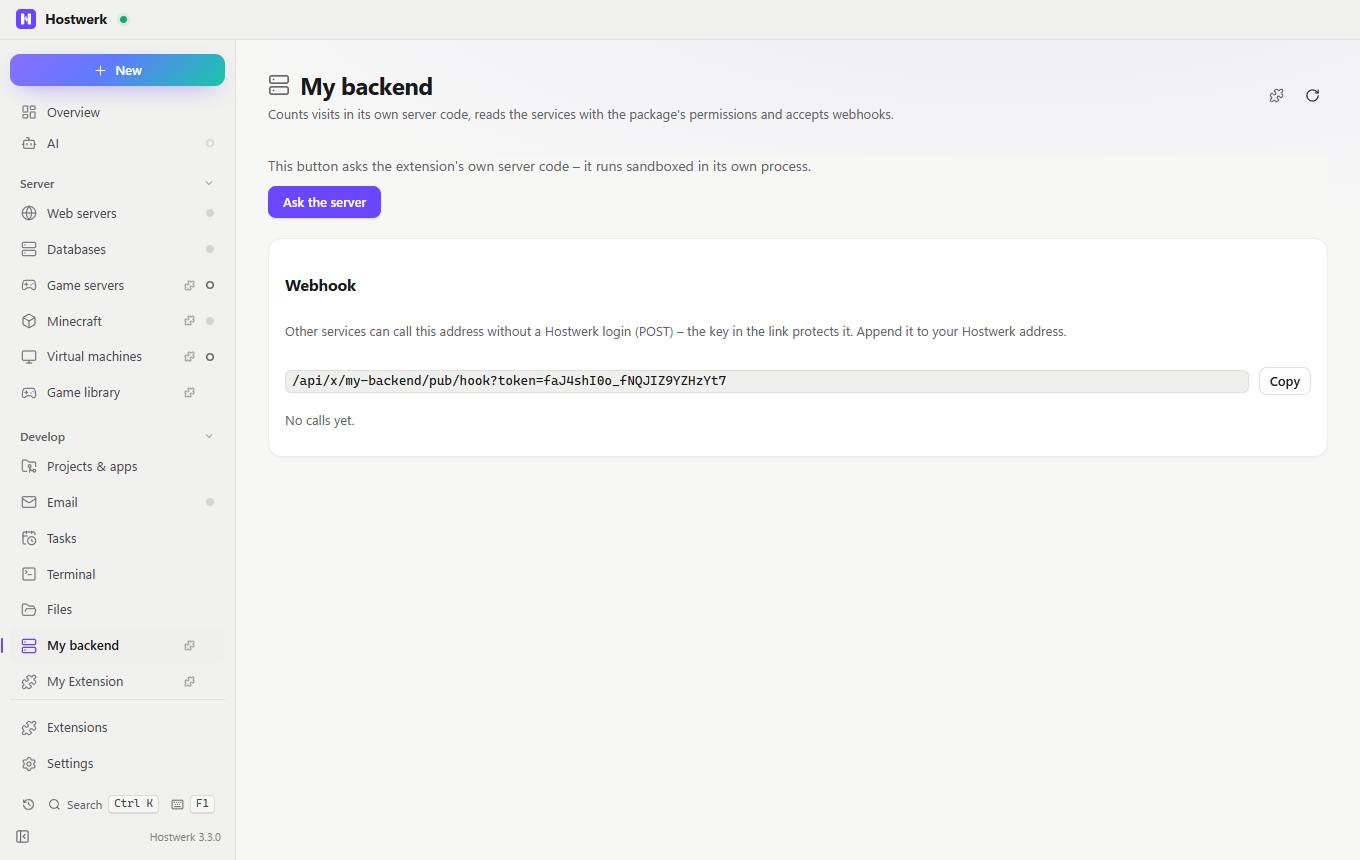 Hostwerk
New
Overview
AI
Server
Web servers
Databases
Game servers
Minecraft
Virtual machines
Game library
Develop
Projects & apps
Email
Tasks
Terminal
Files
My backend
My Extension
Extensions
Settings
Search Ctrl K F1
Hostwerk 3.3.0
My backend
Counts visits in its own server code, reads the services with the package's permissions and accepts webhooks.
This button asks the extension's own server code – it runs sandboxed in its own process.
Ask the server
Webhook
Other services can call this address without a Hostwerk login (POST) – the key in the link protects it. Append it to your Hostwerk address.
/api/x/my-backend/pub/hook?token=faJ4shI0o_fNQJIZ9YZHzYt7
Copy
No calls yet.